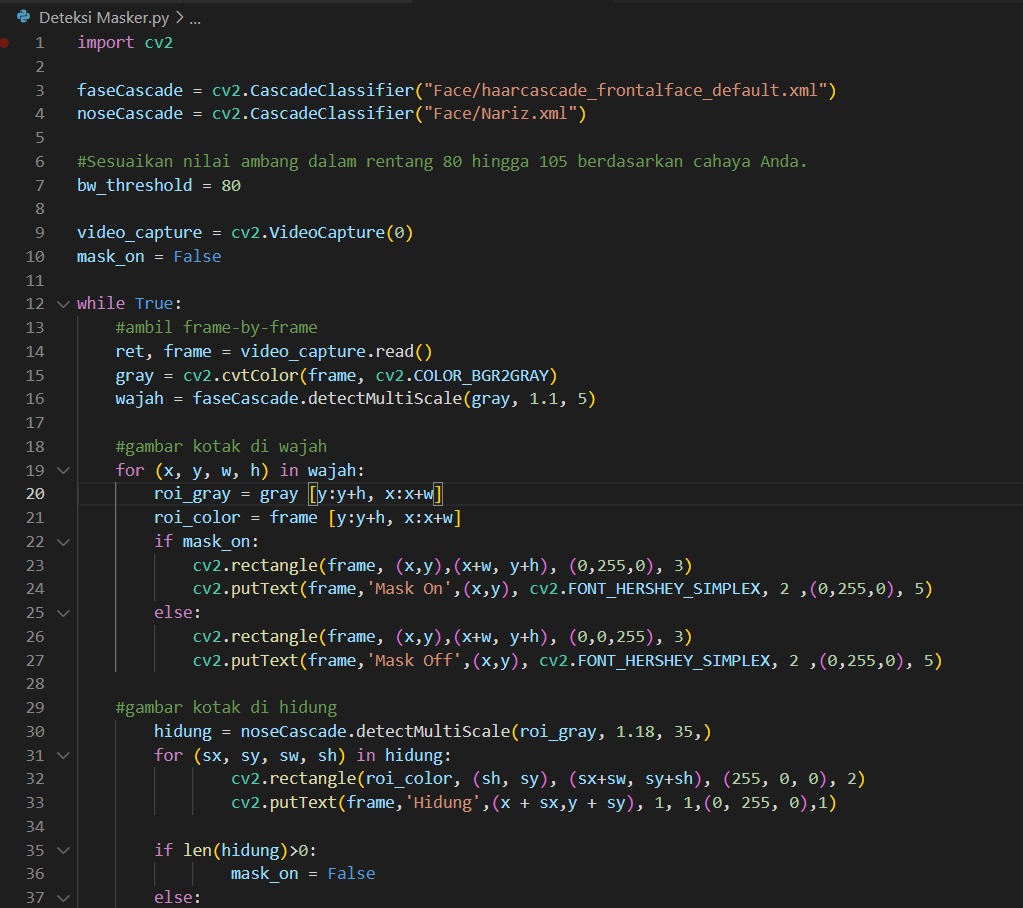 Deteksi Masker.py > ...
1 import cv2
2
3 faseCascade = cv2.CascadeClassifier("Face/haarcascade_frontalface_default.xml")
4 noseCascade = cv2.CascadeClassifier("Face/Nariz.xml")
5
6 #Sesuaikan nilai ambang dalam rentang 80 hingga 105 berdasarkan cahaya Anda.
7 bw_threshold = 80
8
9 video_capture = cv2.VideoCapture(0)
10 mask_on = False
11
12 while True:
13     #ambil frame-by-frame
14     ret, frame = video_capture.read()
15     gray = cv2.cvtColor(frame, cv2.COLOR_BGR2GRAY)
16     wajah = faseCascade.detectMultiScale(gray, 1.1, 5)
17
18     #gambar kotak di wajah
19     for (x, y, w, h) in wajah:
20         roi_gray = gray [y:y+h, x:x+w]
21         roi_color = frame [y:y+h, x:x+w]
22         if mask_on:
23             cv2.rectangle(frame, (x,y),(x+w, y+h), (0,255,0), 3)
24             cv2.putText(frame,'Mask On',(x,y), cv2.FONT_HERSHEY_SIMPLEX, 2 ,(0,255,0), 5)
25         else:
26             cv2.rectangle(frame, (x,y),(x+w, y+h), (0,0,255), 3)
27             cv2.putText(frame,'Mask Off',(x,y), cv2.FONT_HERSHEY_SIMPLEX, 2 ,(0,255,0), 5)
28
29     #gambar kotak di hidung
30         hidung = noseCascade.detectMultiScale(roi_gray, 1.18, 35,)
31         for (sx, sy, sw, sh) in hidung:
32                 cv2.rectangle(roi_color, (sh, sy), (sx+sw, sy+sh), (255, 0, 0), 2)
33                 cv2.putText(frame,'Hidung',(x + sx,y + sy), 1, 1,(0, 255, 0),1)
34
35         if len(hidung)>0:
36                 mask_on = False
37         else: